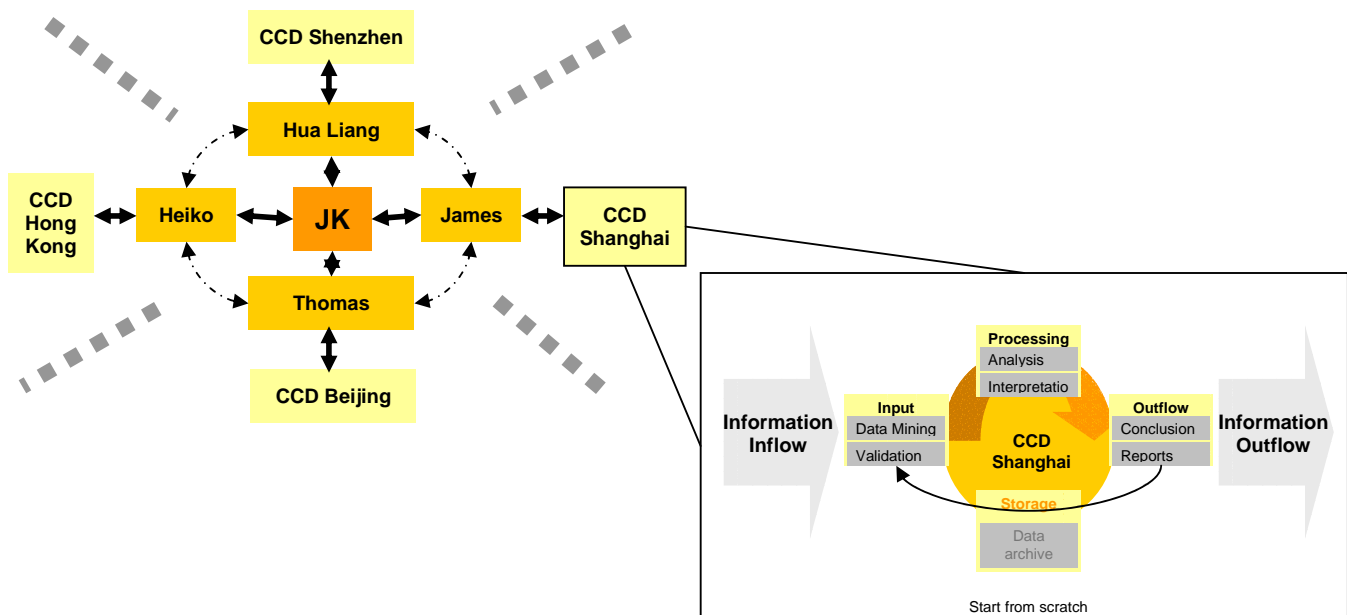 CCD Shenzhen
Hua Liang
CCD
Hong
Kong
Heiko
JK
James
CCD
Shanghai
Thomas
CCD Beijing
Information
Inflow
Input
Data Mining
Validation
Processing
Analysis
Interpretatio
CCD
Shanghai
Storage
Data
archive
Outflow
Conclusion
Reports
Information
Outflow
Start from scratch